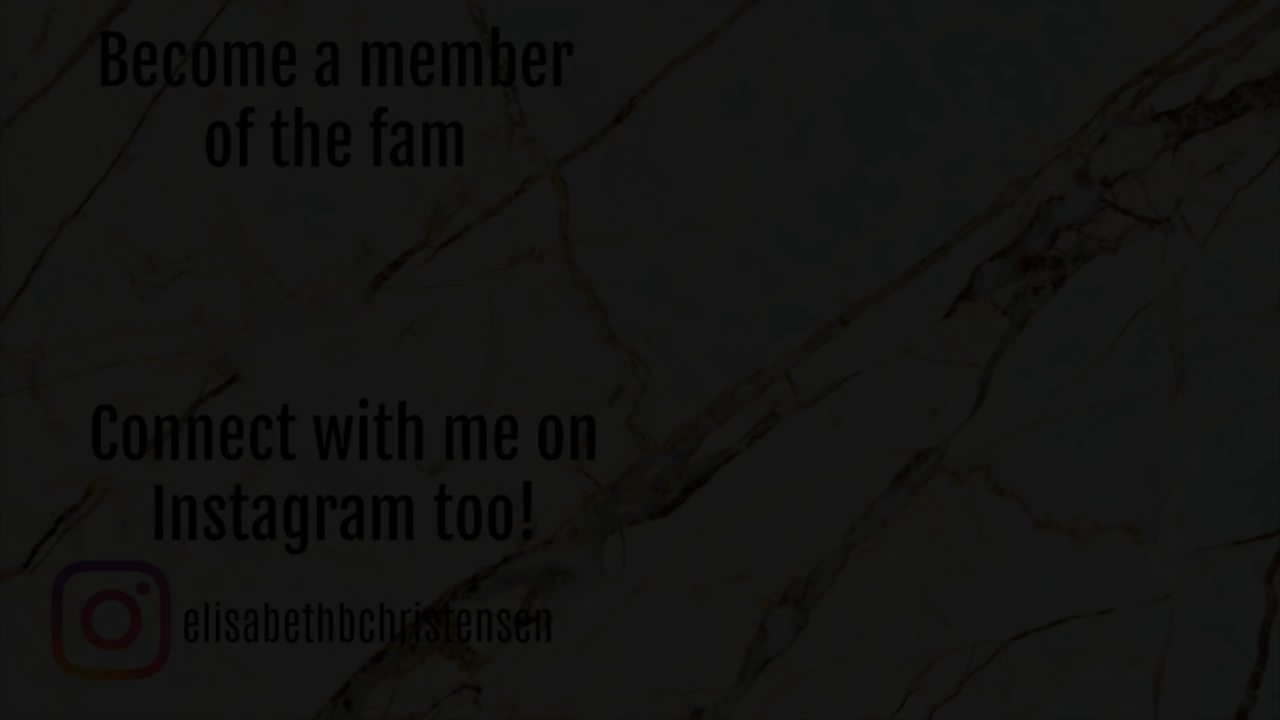 Become a member
of the fam
Connect with me on
Instagram too!
elisabethbchristensen